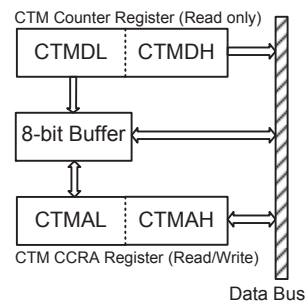 CTM Counter Register (Read only)
CTMDL CTMDH
8-bit Buffer
CTMAL CTMAH
CTM CCRA Register (Read/Write)
Data Bus